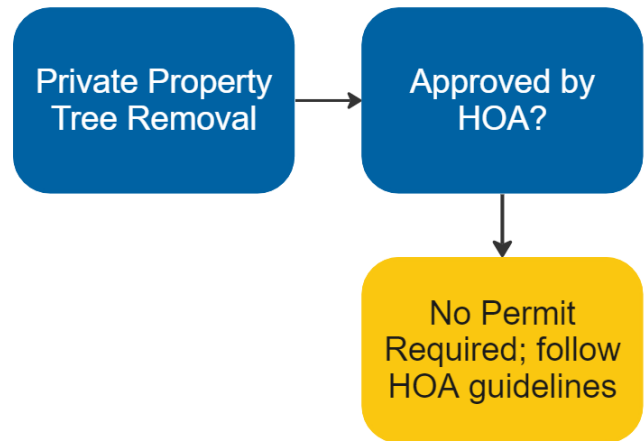 Private Property
Tree Removal
Approved by
HOA?
No Permit
Required; follow
HOA guidelines